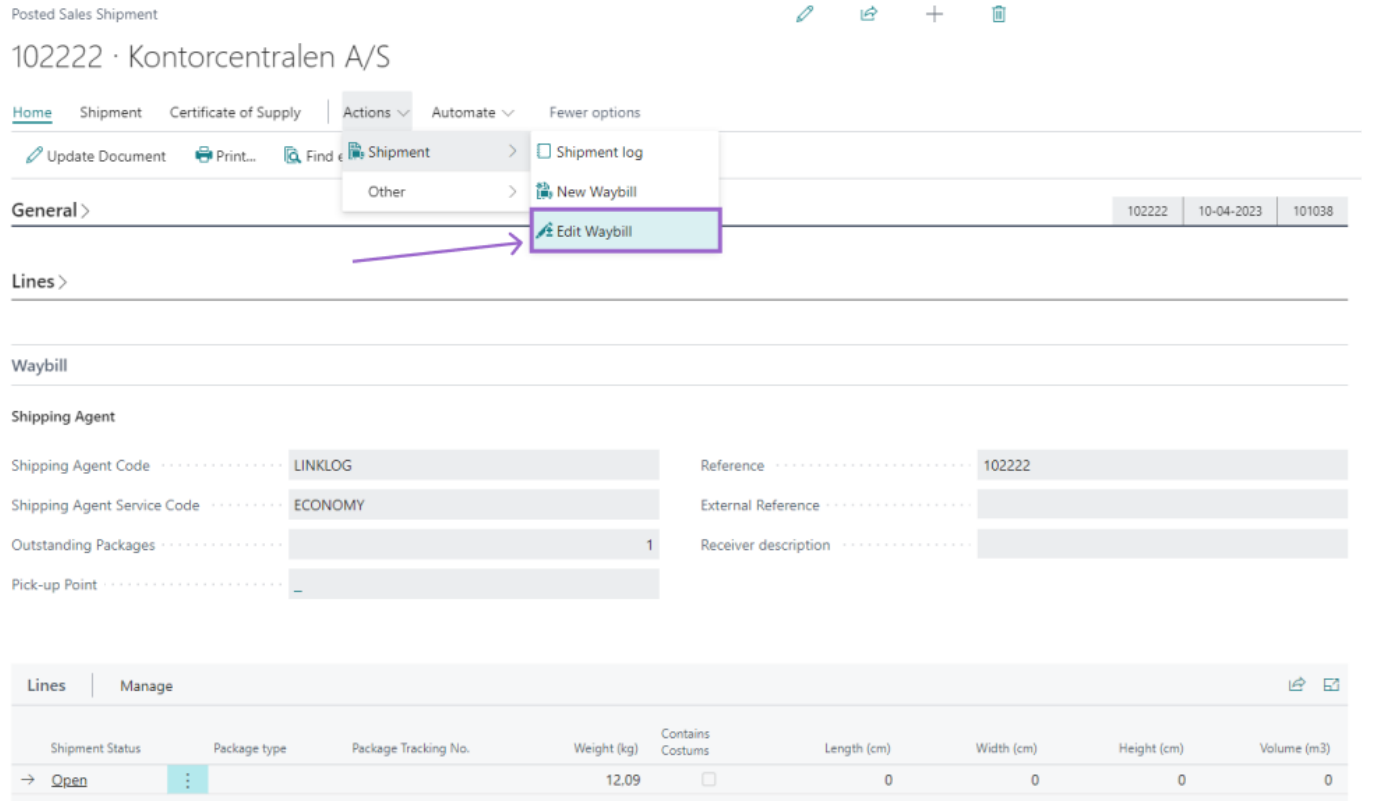 Posted Sales Shipment
102222 · Kontorcentralen A/S
Home Shipment Certificate of Supply Actions Automate Fewer options
Update Document Print... Find e Shipment Shipment log
Other New Waybill
General 102222 10-04-2023 101038
Edit Waybill
Lines
Waybill
Shipping Agent
Shipping Agent Code LINKLOG Reference 102222
Shipping Agent Service Code ECONOMY External Reference
Outstanding Packages 1 Receiver description
Pick-up Point _
Lines Manage
Shipment Status Package type Package Tracking No. Weight (kg) Contains Costums Length (cm) Width (cm) Height (cm) Volume (m3)
Open 12.09 0 0 0 0